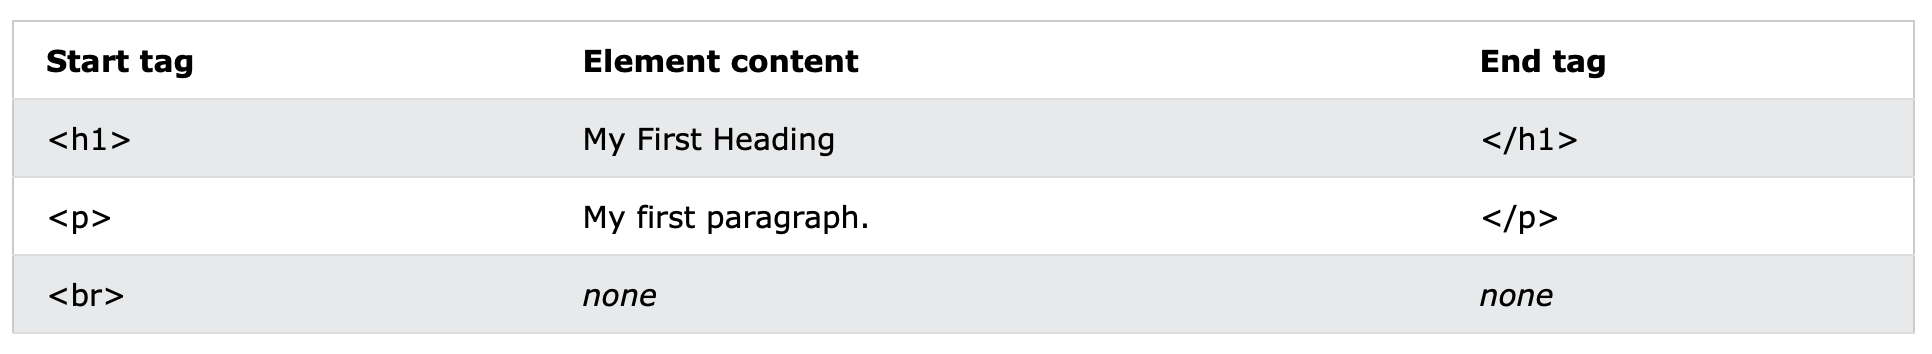 Start tag Element content End tag
<h1> My First Heading </h1>
<p> My first paragraph. </p>
<br> none none